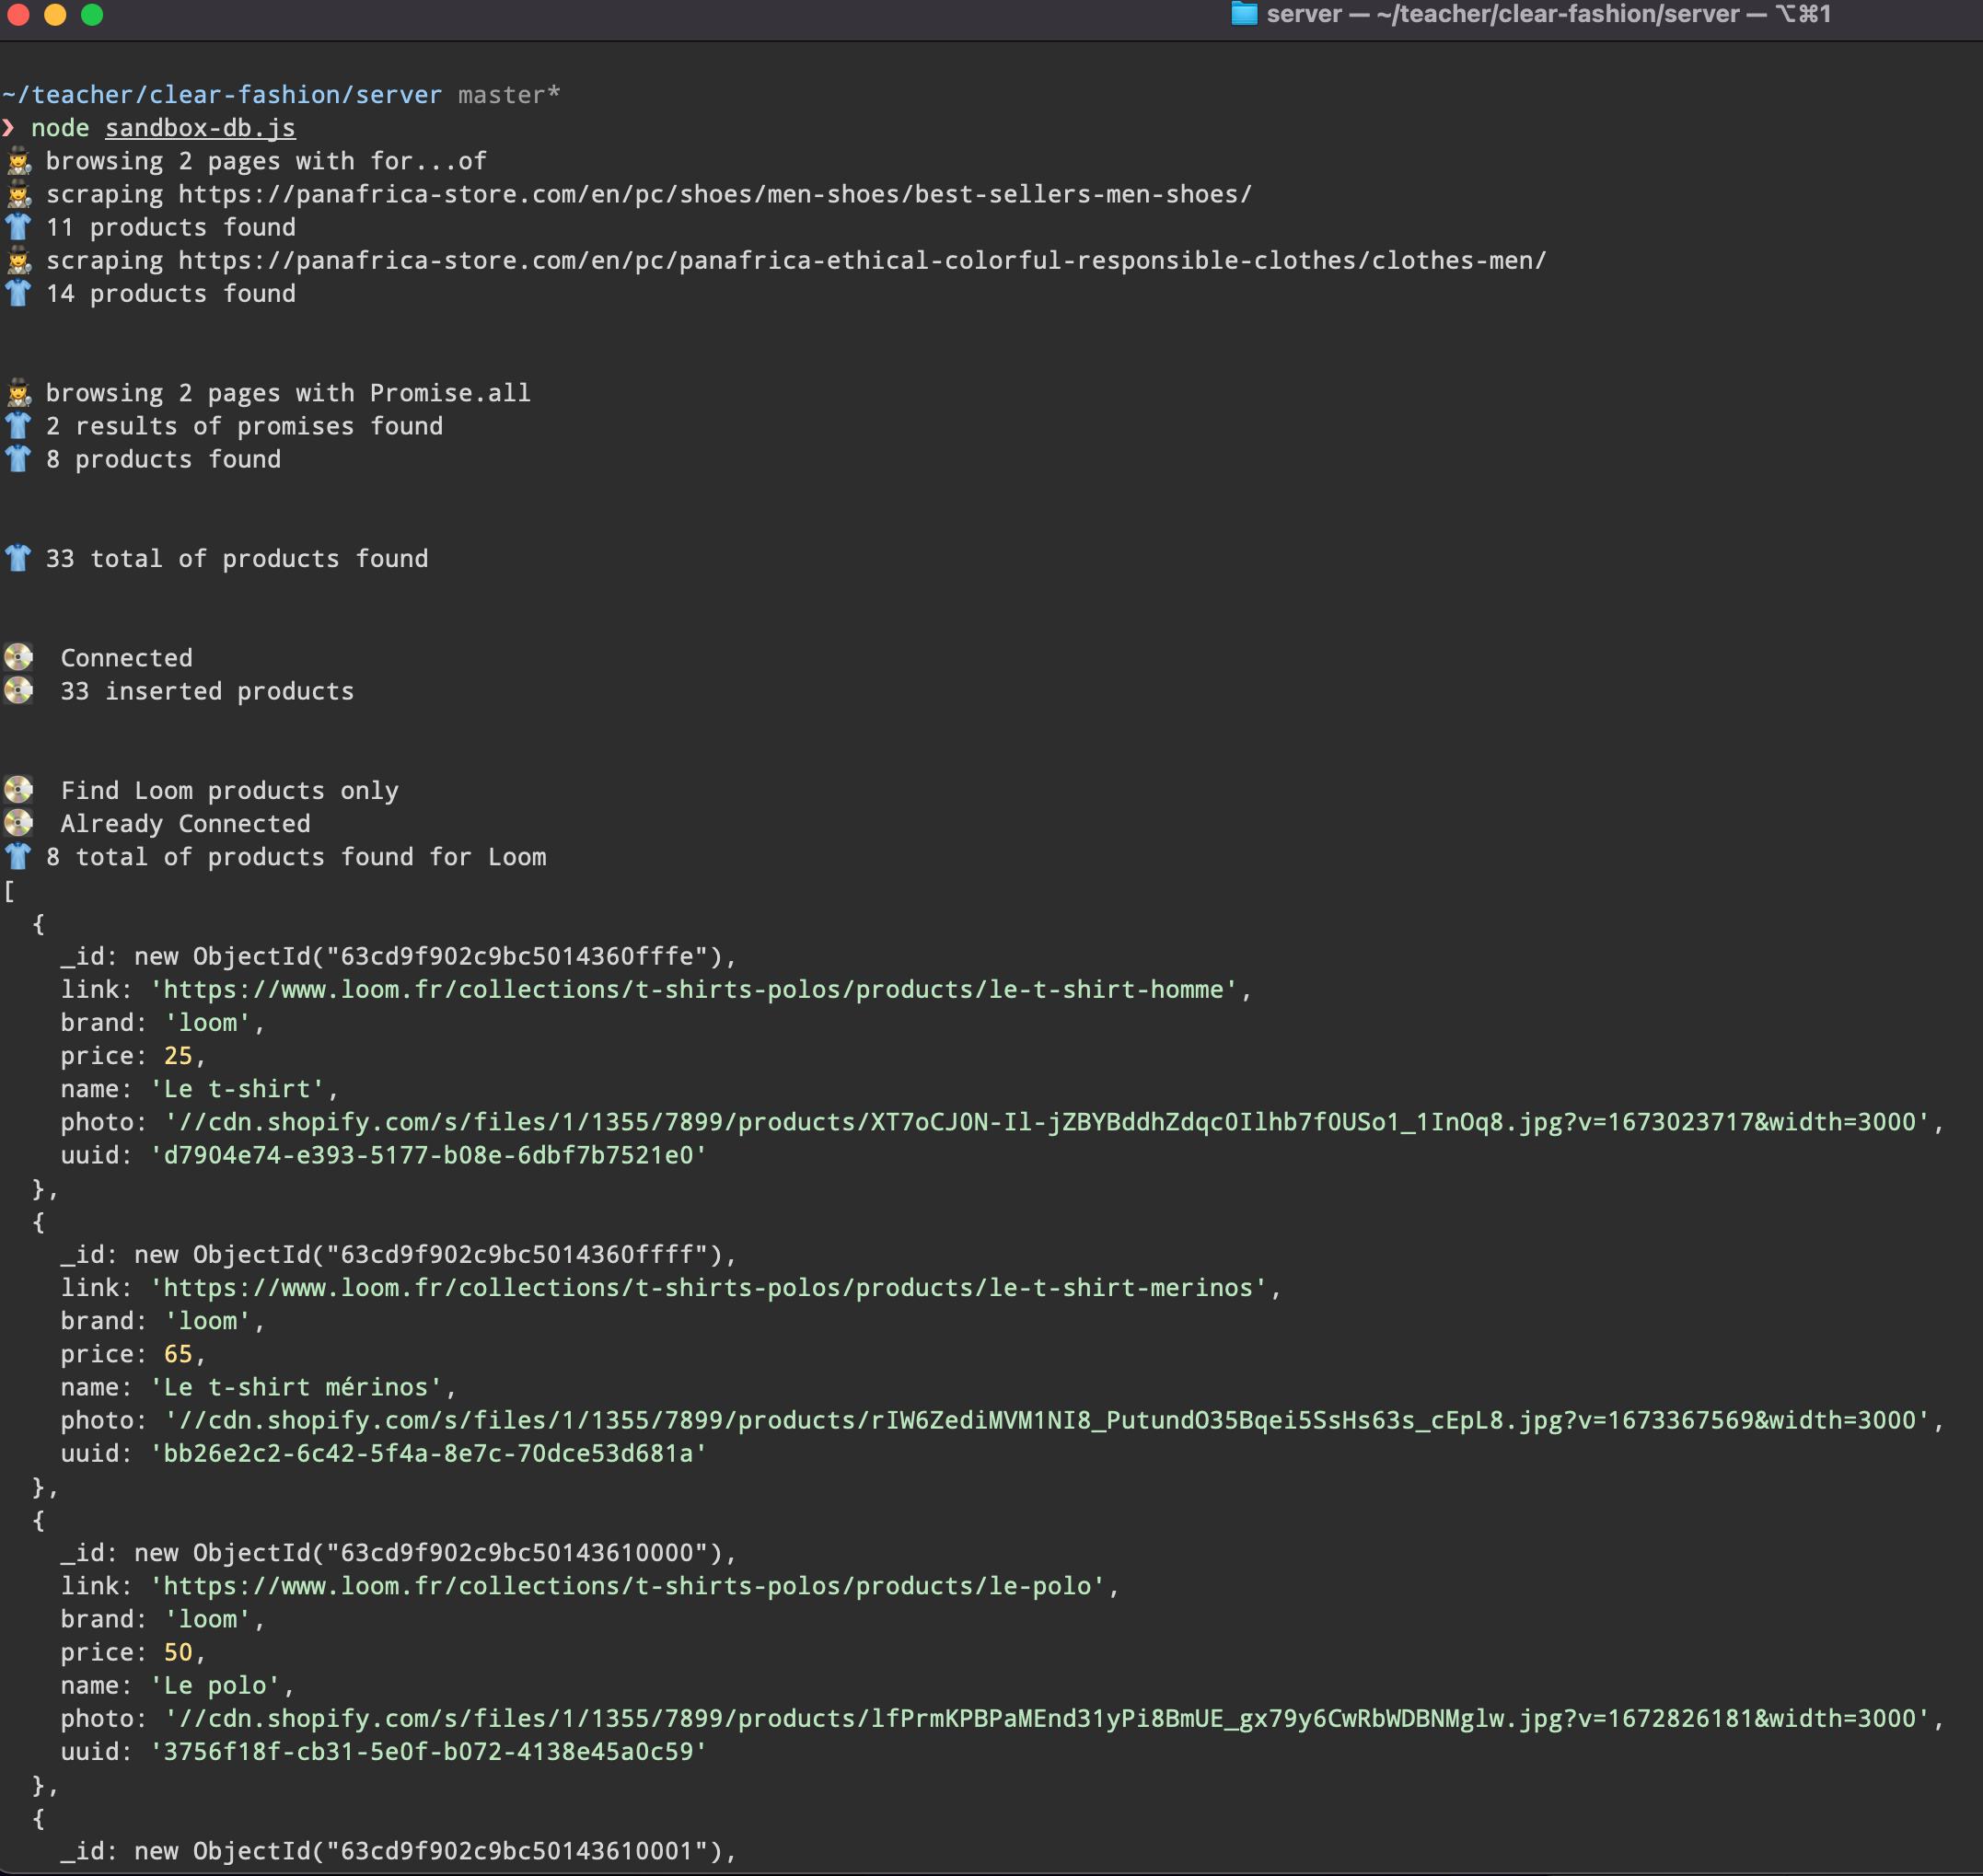 server — ~/teacher/clear-fashion/server — ⌥⌘1
~/teacher/clear-fashion/server master*
❯ node sandbox-db.js
🕵️ browsing 2 pages with for...of
🕵️ scraping https://panafrica-store.com/en/pc/shoes/men-shoes/best-sellers-men-shoes/
👕 11 products found
🕵️ scraping https://panafrica-store.com/en/pc/panafrica-ethical-colorful-responsible-clothes/clothes-men/
👕 14 products found
🕵️ browsing 2 pages with Promise.all
👕 2 results of promises found
👕 8 products found
👕 33 total of products found
💽 Connected
💽 33 inserted products
💽 Find Loom products only
💽 Already Connected
👕 8 total of products found for Loom
[
{
_id: new ObjectId("63cd9f902c9bc5014360fffe"),
link: 'https://www.loom.fr/collections/t-shirts-polos/products/le-t-shirt-homme',
brand: 'loom',
price: 25,
name: 'Le t-shirt',
photo: '//cdn.shopify.com/s/files/1/1355/7899/products/XT7oCJ0N-Il-jZBYBddhZdqc0Ilhb7f0USo1_1InOq8.jpg?v=1673023717&width=3000',
uuid: 'd7904e74-e393-5177-b08e-6dbf7b7521e0'
},
{
_id: new ObjectId("63cd9f902c9bc5014360ffff"),
link: 'https://www.loom.fr/collections/t-shirts-polos/products/le-t-shirt-merinos',
brand: 'loom',
price: 65,
name: 'Le t-shirt mérinos',
photo: '//cdn.shopify.com/s/files/1/1355/7899/products/rIW6ZediMVM1NI8_PutundO35Bqei5SsHs63s_cEpL8.jpg?v=1673367569&width=3000',
uuid: 'bb26e2c2-6c42-5f4a-8e7c-70dce53d681a'
},
{
_id: new ObjectId("63cd9f902c9bc50143610000"),
link: 'https://www.loom.fr/collections/t-shirts-polos/products/le-polo',
brand: 'loom',
price: 50,
name: 'Le polo',
photo: '//cdn.shopify.com/s/files/1/1355/7899/products/lfPrmKPBPaMEnd31yPi8BmUE_gx79y6CwRbWDBNMglw.jpg?v=1672826181&width=3000',
uuid: '3756f18f-cb31-5e0f-b072-4138e45a0c59'
},
{
_id: new ObjectId("63cd9f902c9bc50143610001"),